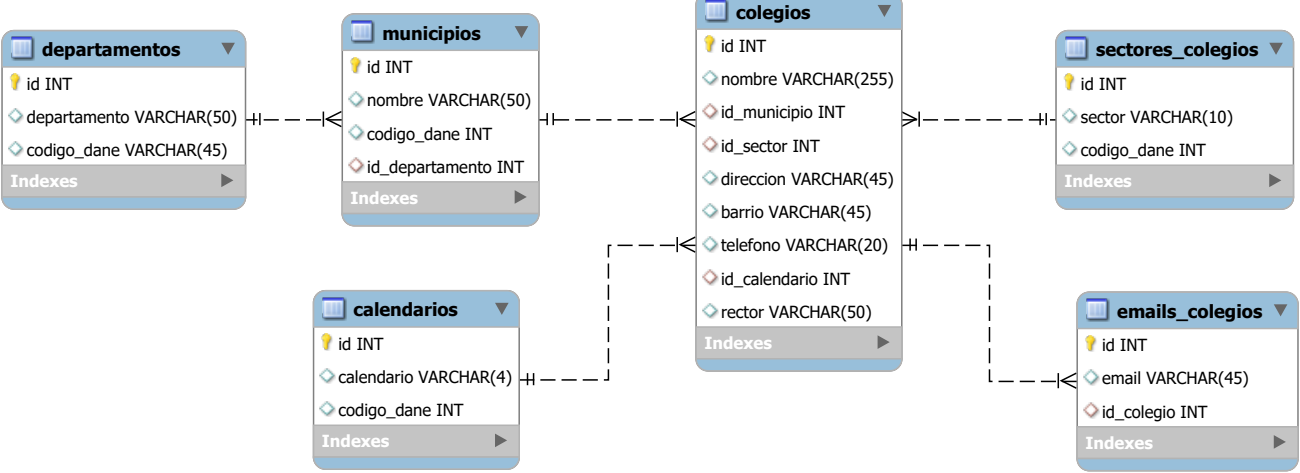 departamentos
id INT
departamento VARCHAR(50)
codigo_dane VARCHAR(45)
Indexes
municipios
id INT
nombre VARCHAR(50)
codigo_dane INT
id_departamento INT
Indexes
colegios
id INT
nombre VARCHAR(255)
id_municipio INT
id_sector INT
direccion VARCHAR(45)
barrio VARCHAR(45)
telefono VARCHAR(20)
id_calendario INT
rector VARCHAR(50)
Indexes
sectores_colegios
id INT
sector VARCHAR(10)
codigo_dane INT
Indexes
calendarios
id INT
calendario VARCHAR(4)
codigo_dane INT
Indexes
emails_colegios
id INT
email VARCHAR(45)
id_colegio INT
Indexes